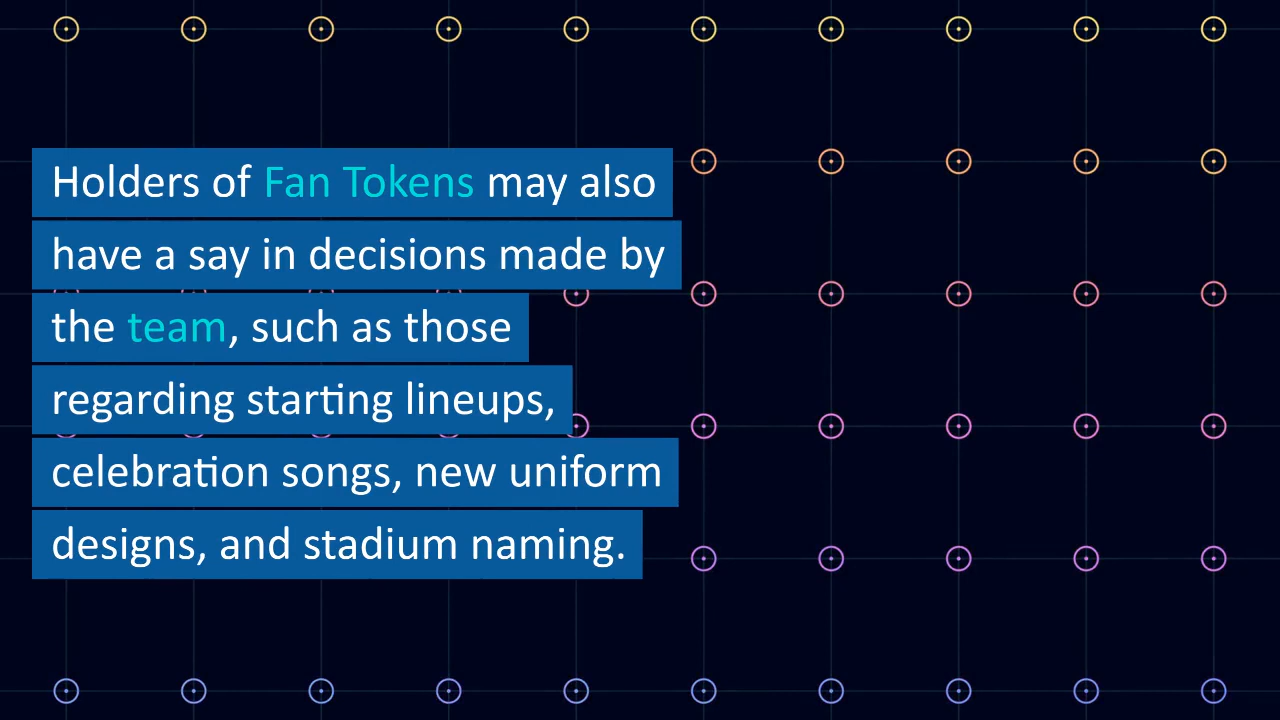 Holders of Fan Tokens may also
have a say in decisions made by
the team, such as those
regarding starting lineups,
celebration songs, new uniform
designs, and stadium naming.